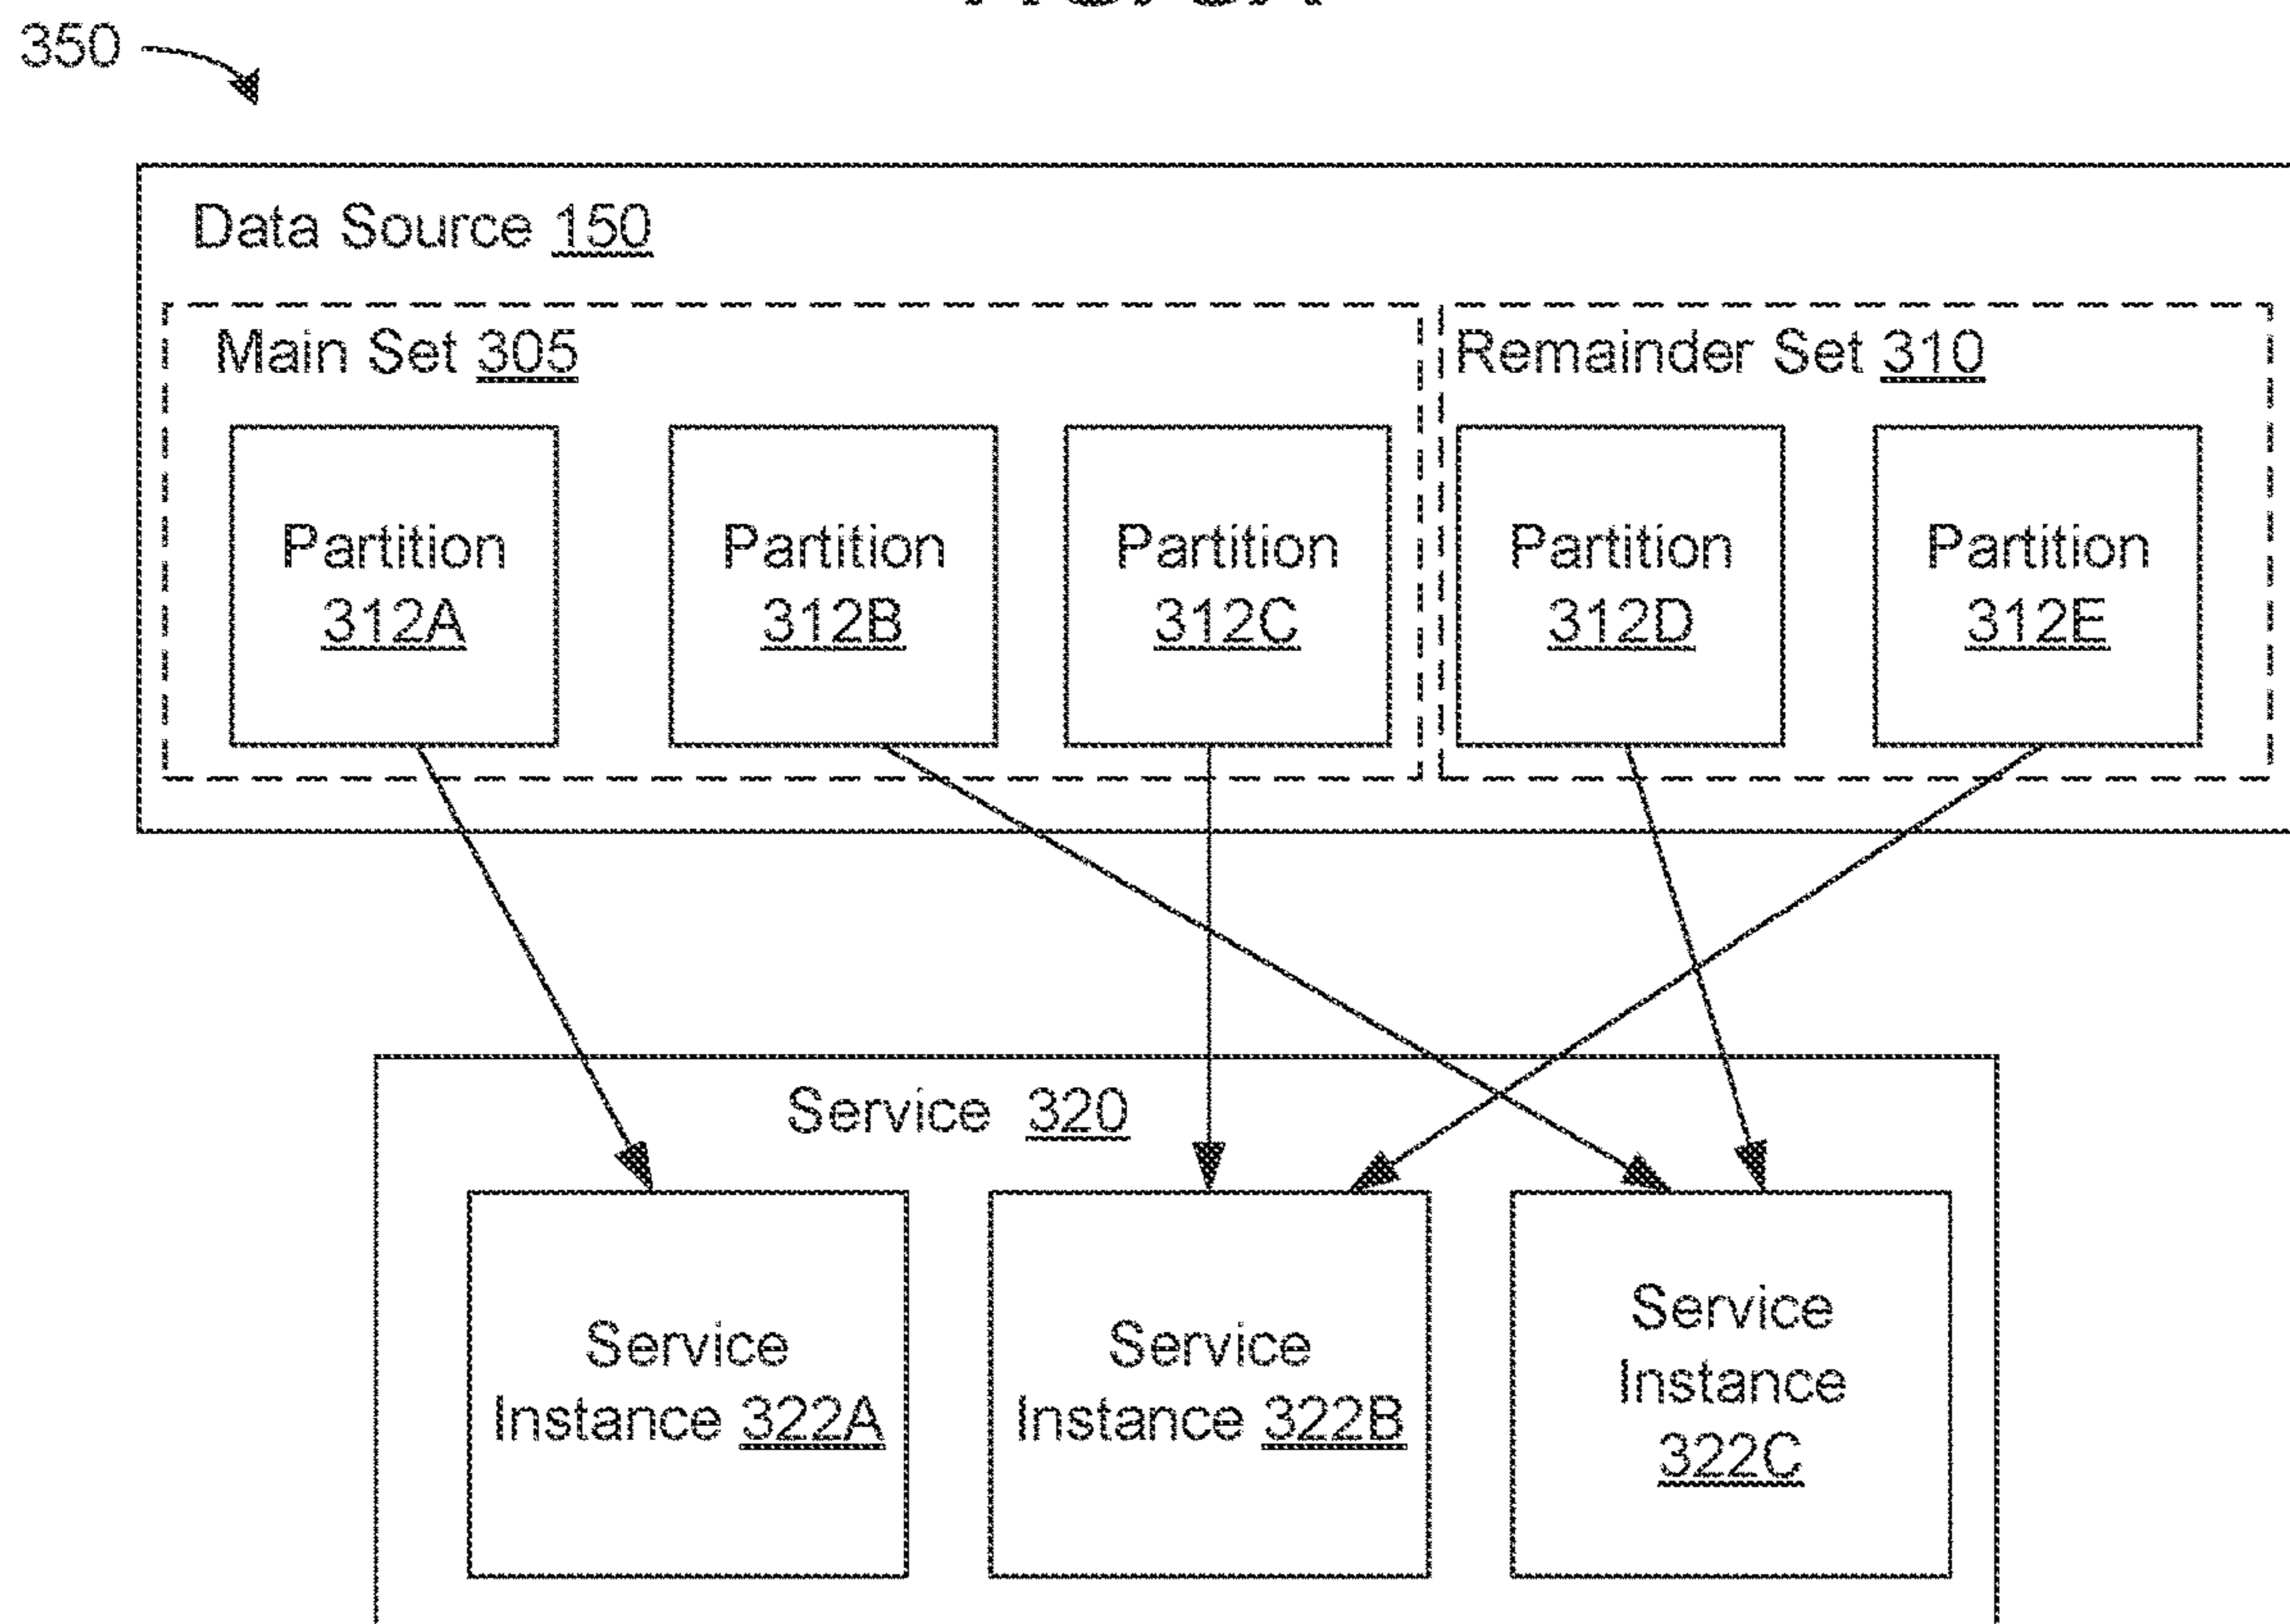 350
Data Source 150
Main Set 305
Remainder Set 310
Partition
312A
Partition
312B
Partition
312C
Partition
312D
Partition
312E
Service 320
Service
Instance 322A
Service
Instance 322B
Service
Instance
322C